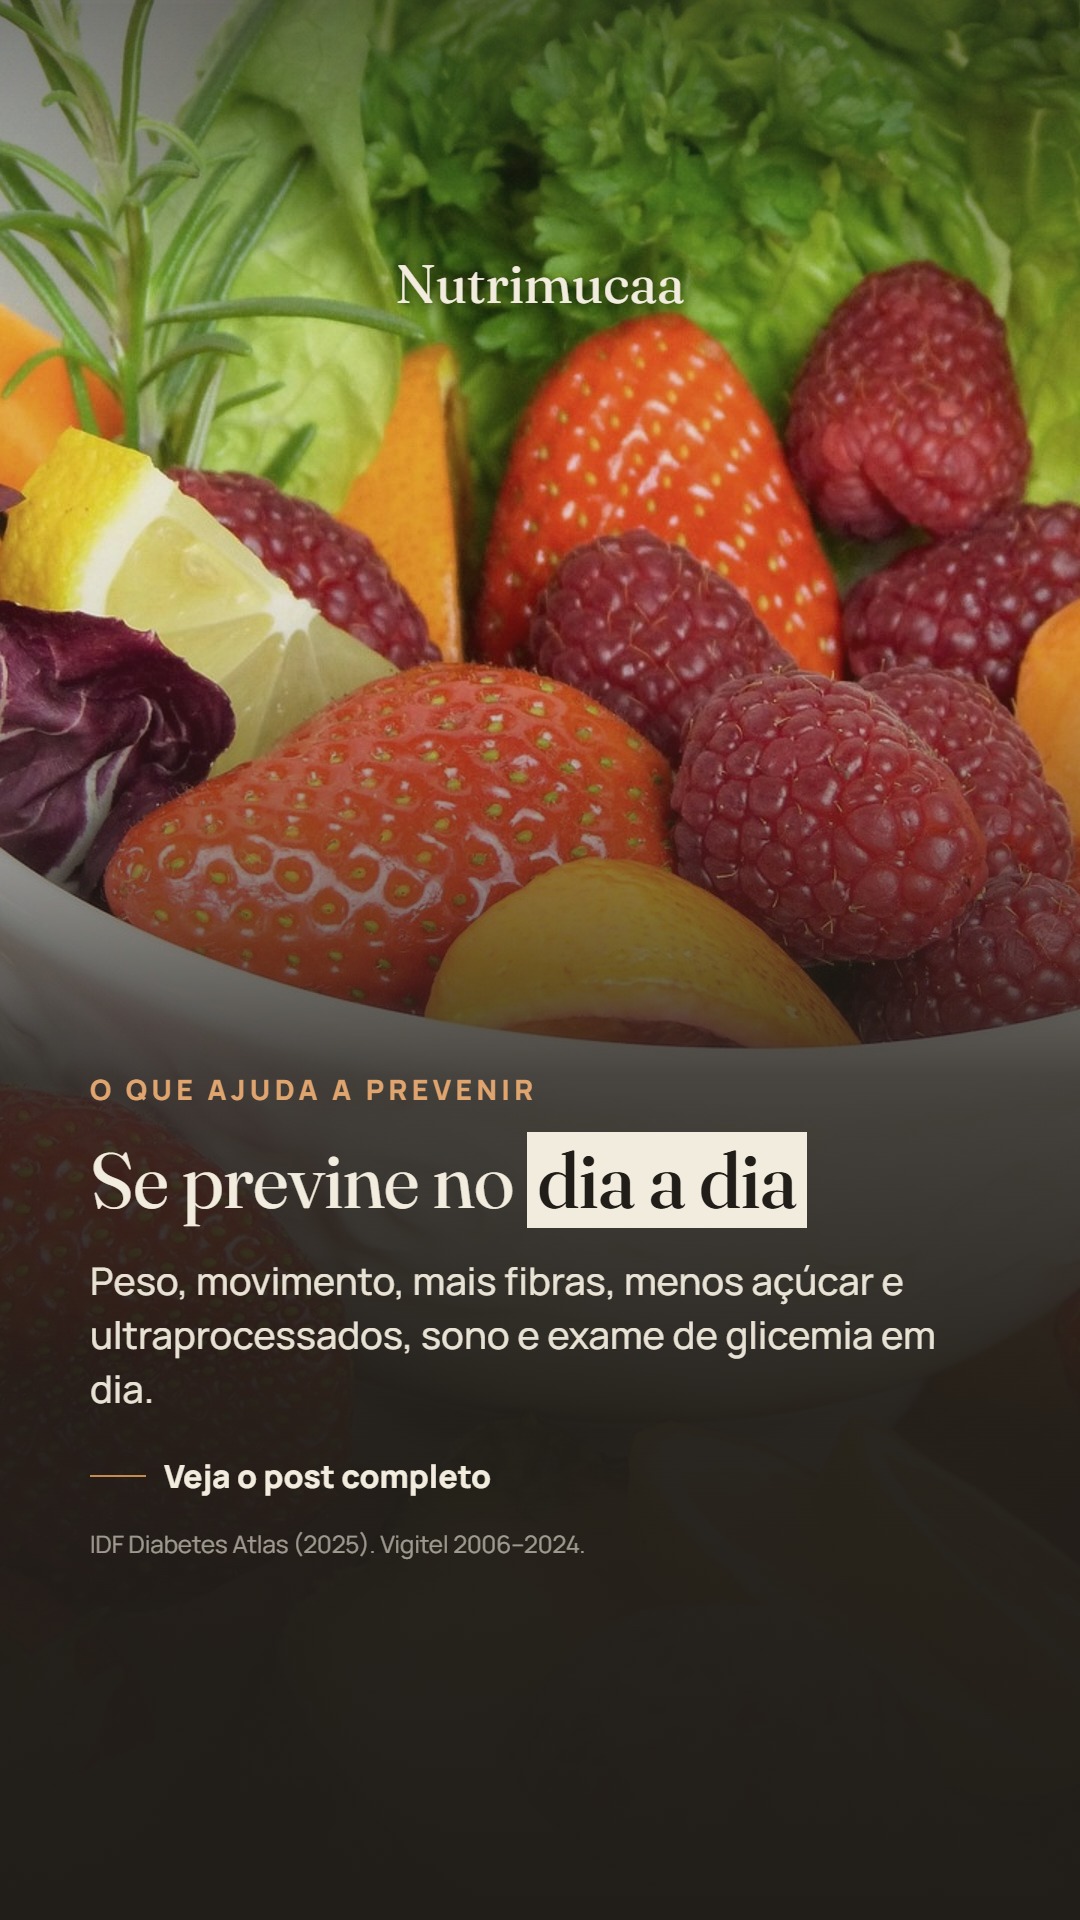 Nutrimucaa
O QUE AJUDA A PREVENIR
Se previne no dia a dia
Peso, movimento, mais fibras, menos açúcar e
ultraprocessados, sono e exame de glicemia em
dia.
Veja o post completo
IDF Diabetes Atlas (2025). Vigitel 2006–2024.